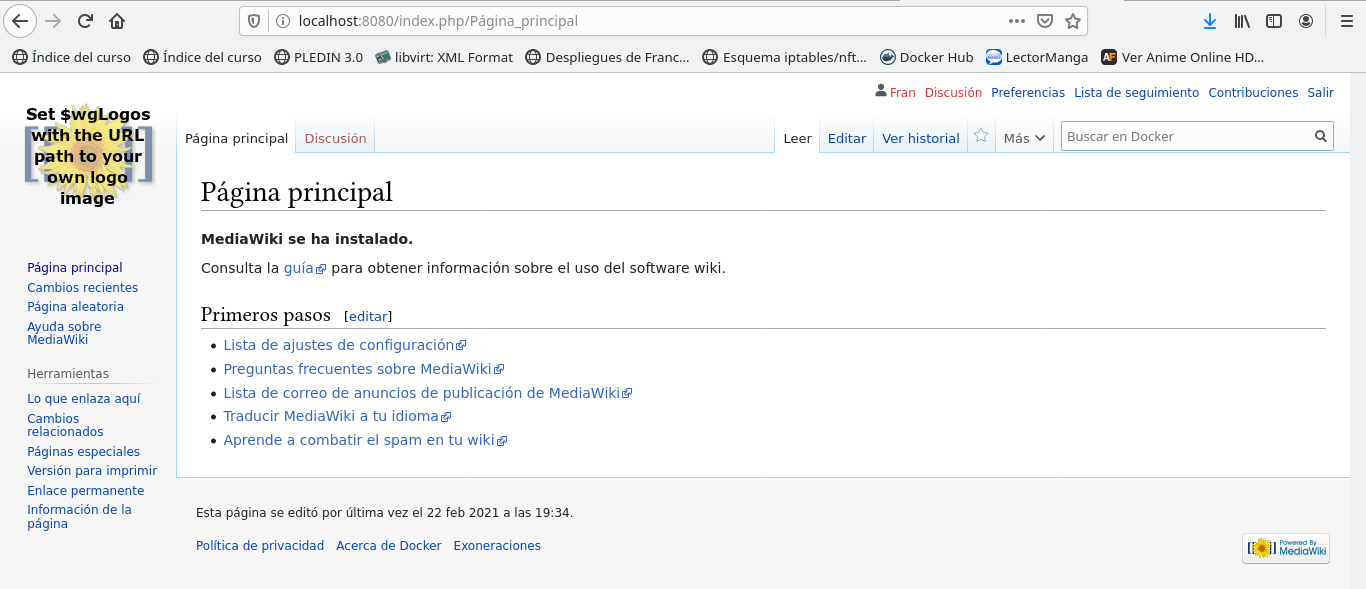 localhost:8080/index.php/Página_principal
Índice del curso Índice del curso PLEDIN 3.0 libvirt: XML Format Despliegues de Franc... Esquema iptables/nft... Docker Hub LectorManga Ver Anime Online HD...
Fran Discusión Preferencias Lista de seguimiento Contribuciones Salir
Set $wgLogos
with the URL
path to your
own logo
image
Página principal Discusión Leer Editar Ver historial Más Buscar en Docker
Página principal
MediaWiki se ha instalado.
Consulta la guía para obtener información sobre el uso del software wiki.
Primeros pasos [editar]
Lista de ajustes de configuración
Preguntas frecuentes sobre MediaWiki
Lista de correo de anuncios de publicación de MediaWiki
Traducir MediaWiki a tu idioma
Aprende a combatir el spam en tu wiki
Página principal
Cambios recientes
Página aleatoria
Ayuda sobre
MediaWiki
Herramientas
Lo que enlaza aquí
Cambios
relacionados
Páginas especiales
Versión para imprimir
Enlace permanente
Información de la
página
Esta página se editó por última vez el 22 feb 2021 a las 19:34.
Política de privacidad Acerca de Docker Exoneraciones
Powered By
MediaWiki